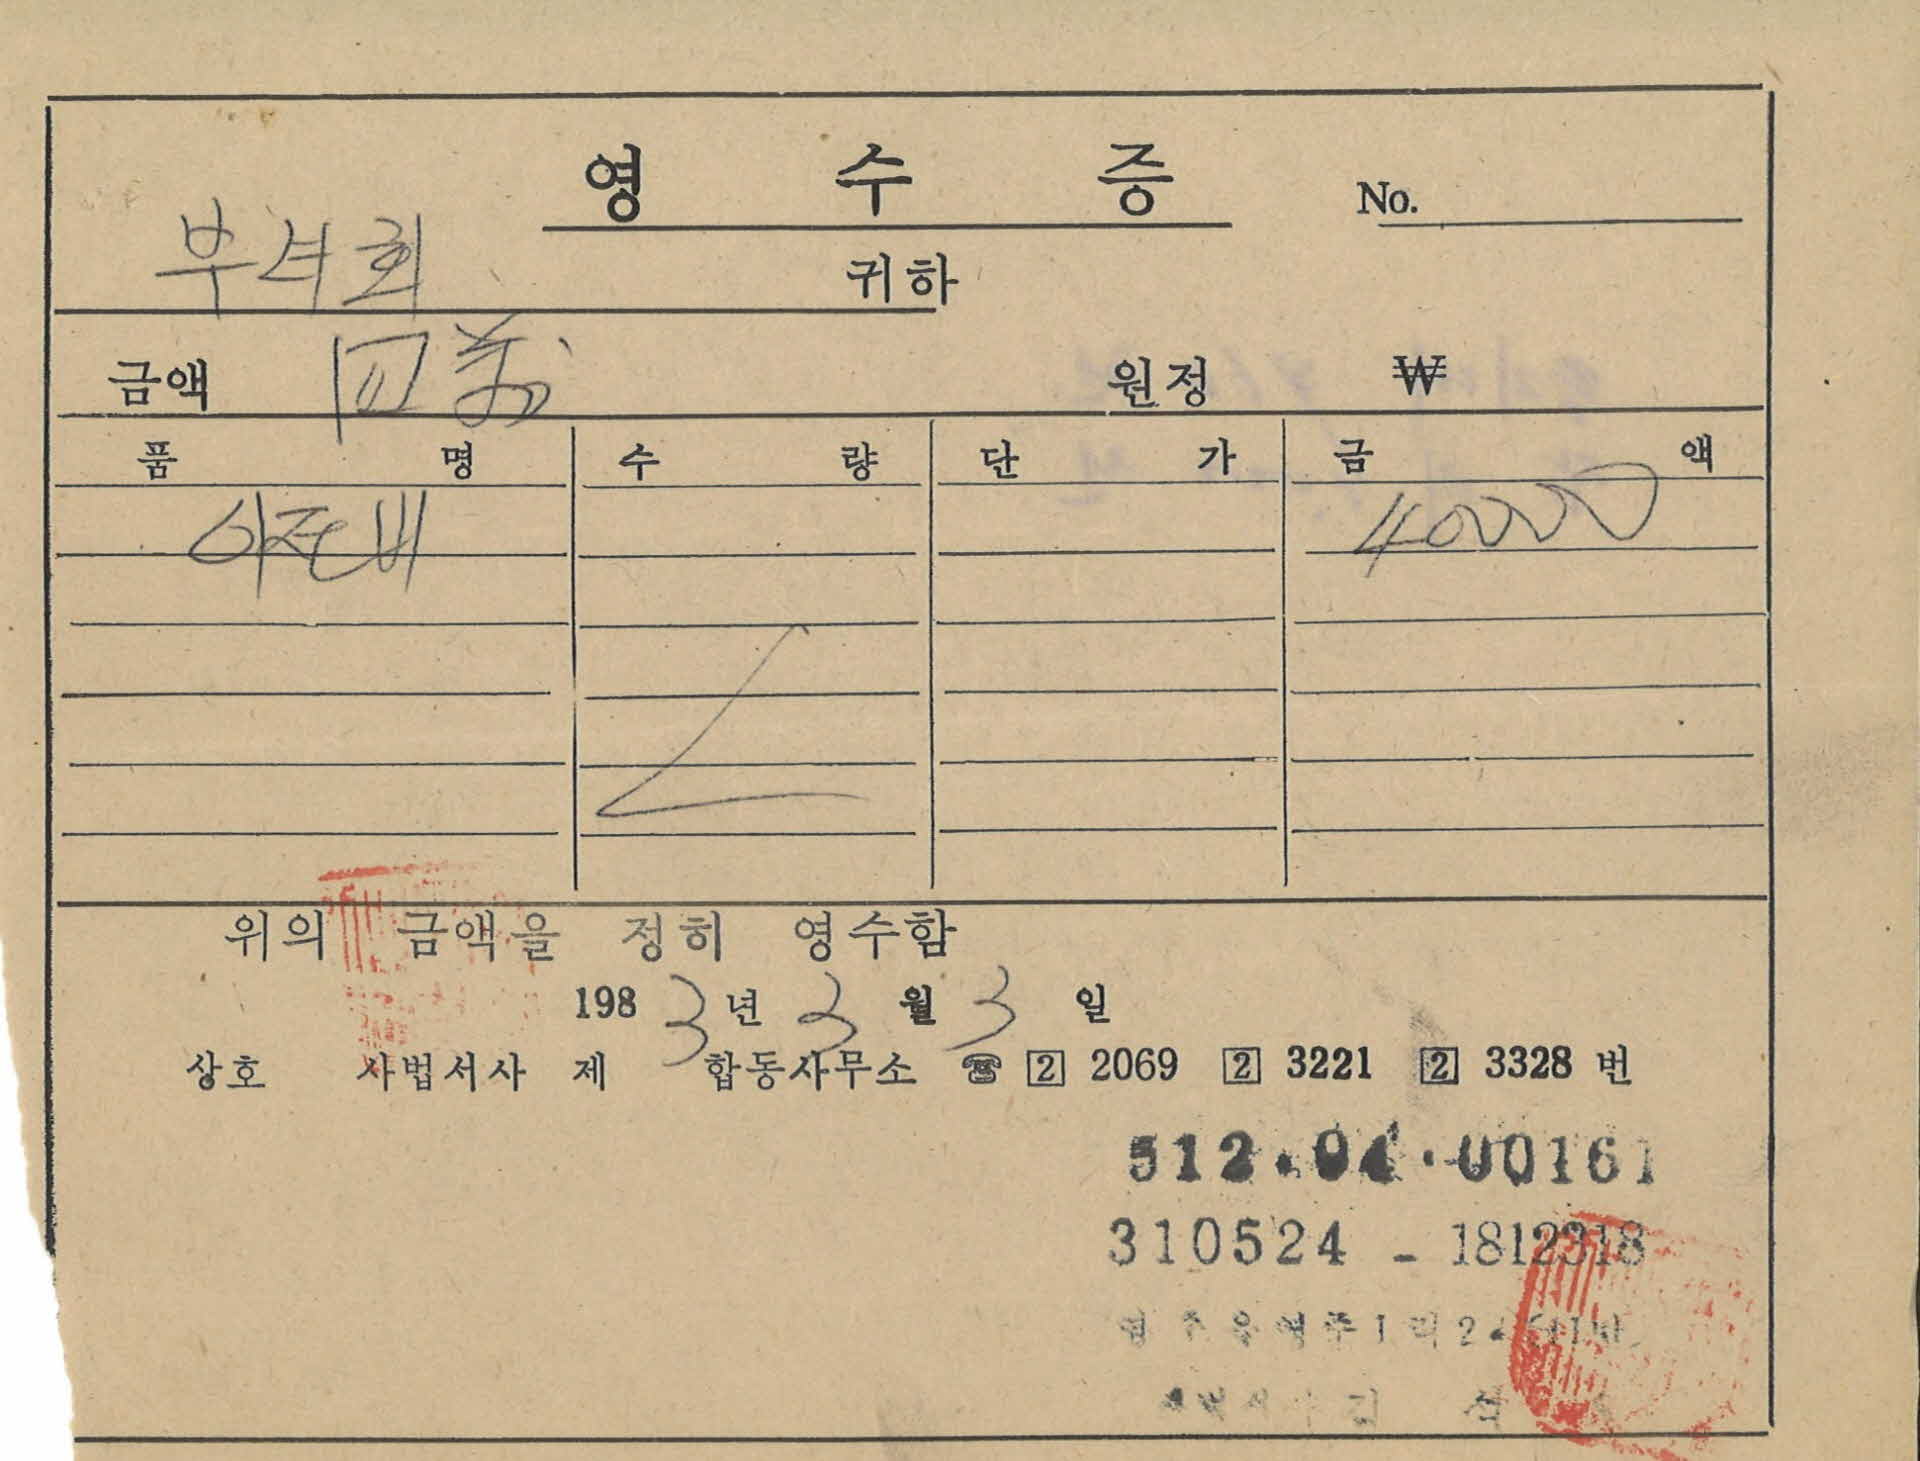 영 수 증 No.
부녀회 귀하
금액 四萬 원정 ₩
품 명 수 량 단 가 금 액
이전비 40000
위의 금액을 정히 영수함
1983년 3월 3일
상호 사법서사 제 합동사무소 ☎ 2 2069 2 3221 2 3328 번
512.04.00161
310524 - 1812318